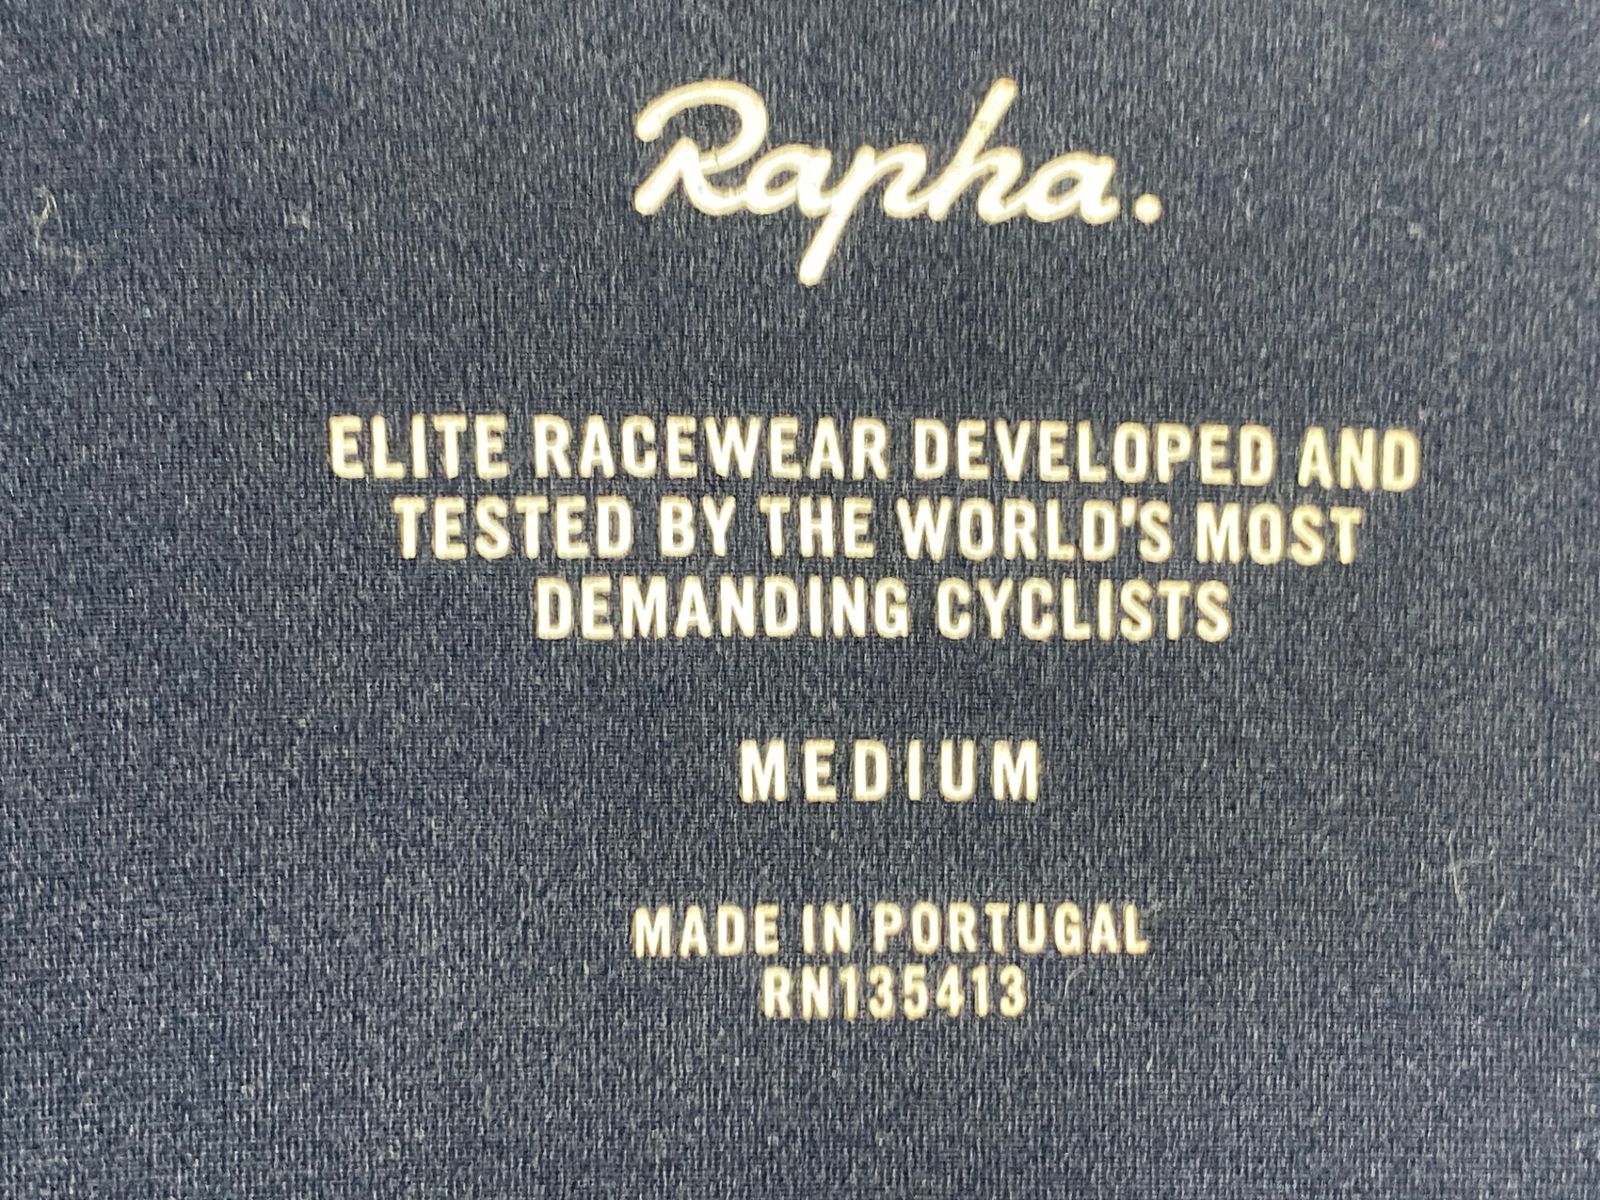 Rapha.
ELITE RACEWEAR DEVELOPED AND
TESTED BY THE WORLD'S MOST
DEMANDING CYCLISTS
MEDIUM
MADE IN PORTUGAL
RN135413